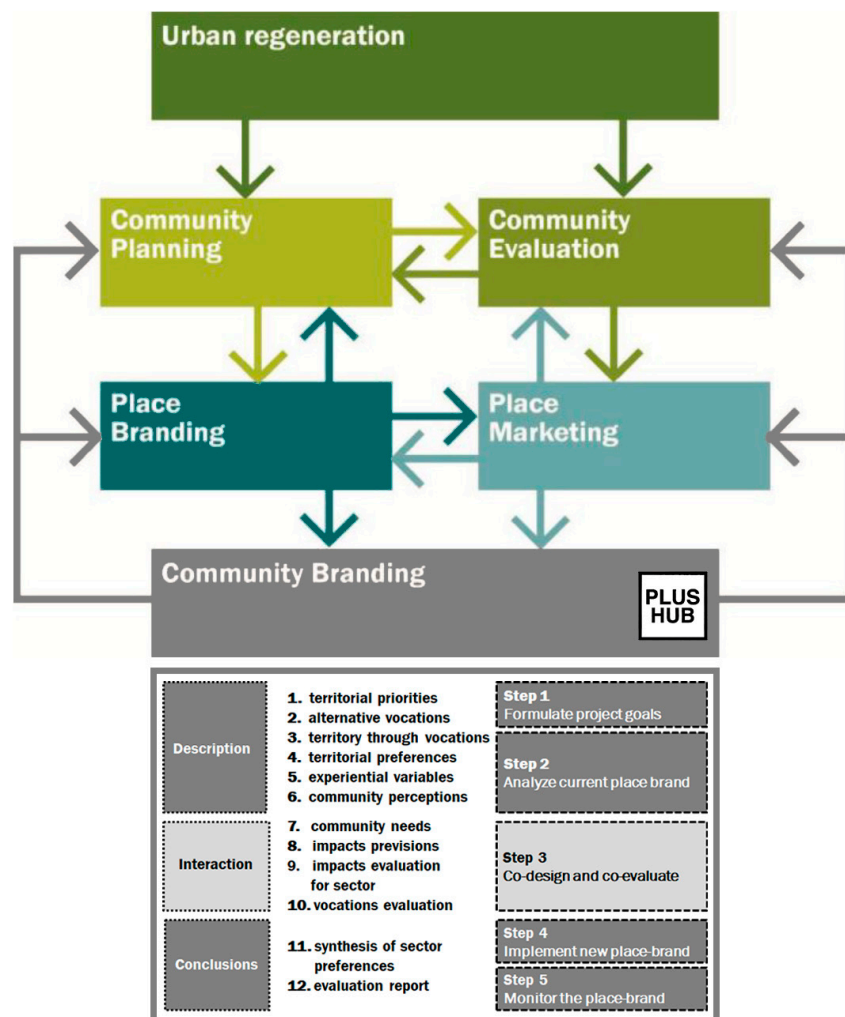 Urban regeneration
Community
Planning
Community
Evaluation
Place
Branding
Place
Marketing
Community Branding
PLUS
HUB
Description
1. territorial priorities
2. alternative vocations
3. territory through vocations
4. territorial preferences
5. experiential variables
6. community perceptions
Step 1
Formulate project goals
Step 2
Analyze current place brand
Interaction
7. community needs
8. impacts previsions
9. impacts evaluation
for sector
10. vocations evaluation
Step 3
Co-design and co-evaluate
Conclusions
11. synthesis of sector
preferences
12. evaluation report
Step 4
Implement new place-brand
Step 5
Monitor the place-brand